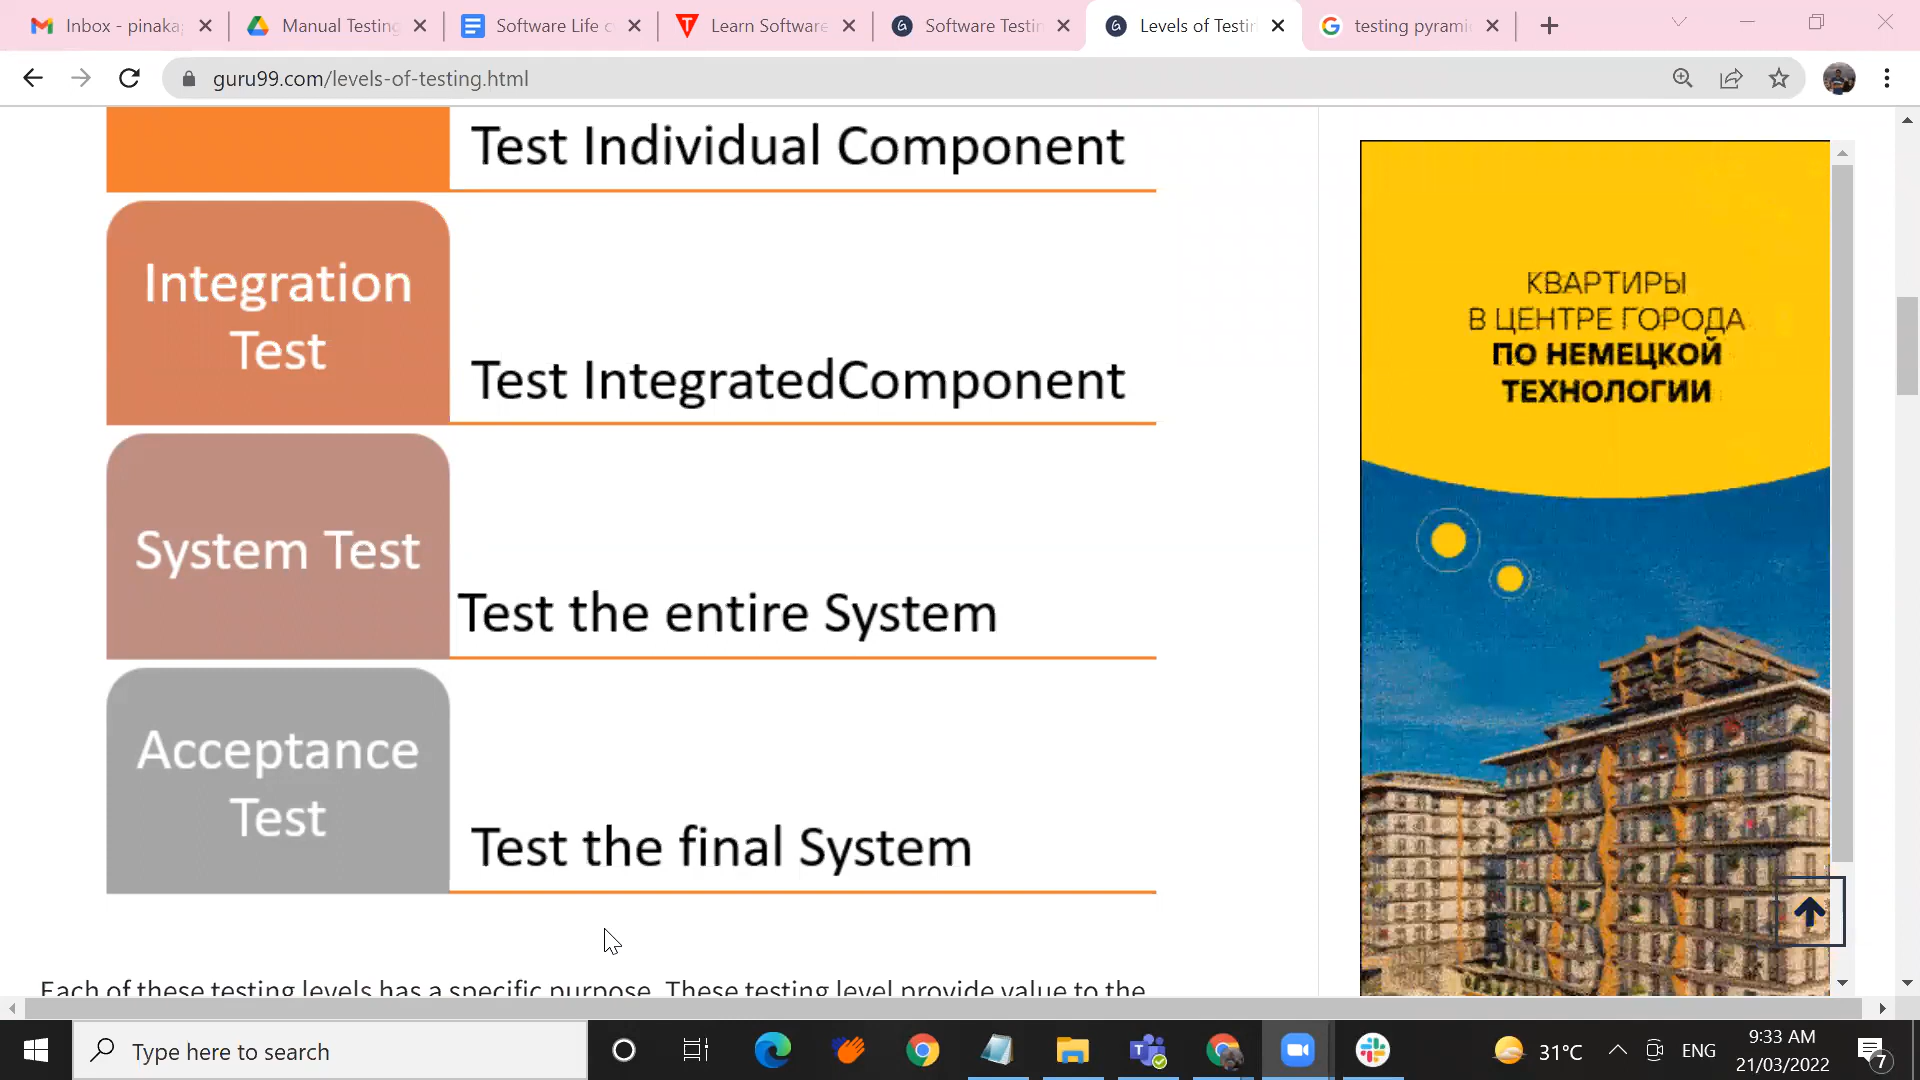 Inbox - pinaka
Manual Testing
Software Life c
Learn Software
Software Testin
Levels of Testin
testing pyrami
guru99.com/levels-of-testing.html
Test Individual Component
Integration
Test
Test IntegratedComponent
System Test
Test the entire System
Acceptance
Test
Test the final System
Each of these testing levels has a specific purpose. These testing level provide value to the
КВАРТИРЫ
В ЦЕНТРЕ ГОРОДА
ПО НЕМЕЦКОЙ
ТЕХНОЛОГИИ
Type here to search
31°C
ENG
9:33 AM
21/03/2022
7